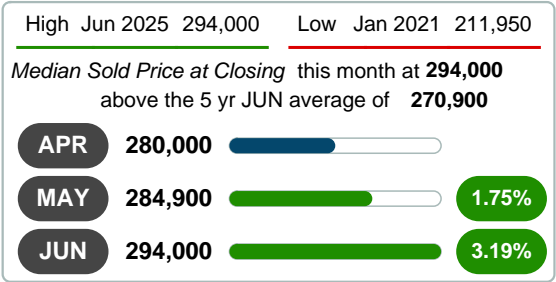 High Jun 2025 294,000 Low Jan 2021 211,950
Median Sold Price at Closing this month at 294,000
above the 5 yr JUN average of 270,900
APR 280,000
MAY 284,900 1.75%
JUN 294,000 3.19%